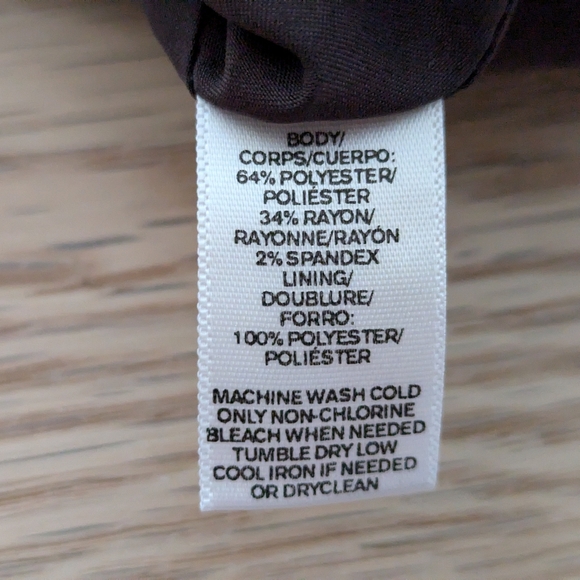 BODY/
CORPS/CUERPO:
64% POLYESTER/
POLIÉSTER
34% RAYON/
RAYONNE/RAYÓN
2% SPANDEX
LINING/
DOUBLURE/
FORRO:
100% POLYESTER/
POLIÉSTER
MACHINE WASH COLD
ONLY NON-CHLORINE
BLEACH WHEN NEEDED
TUMBLE DRY LOW
COOL IRON IF NEEDED
OR DRYCLEAN